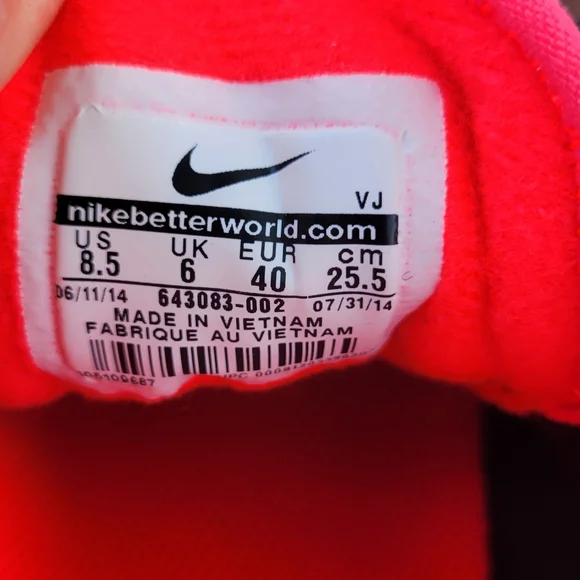 VJ
nikebetterworld.com
US UK EUR cm
8.5 6 40 25.5
06/11/14 643083-002 07/31/14
MADE IN VIETNAM
FABRIQUE AU VIETNAM